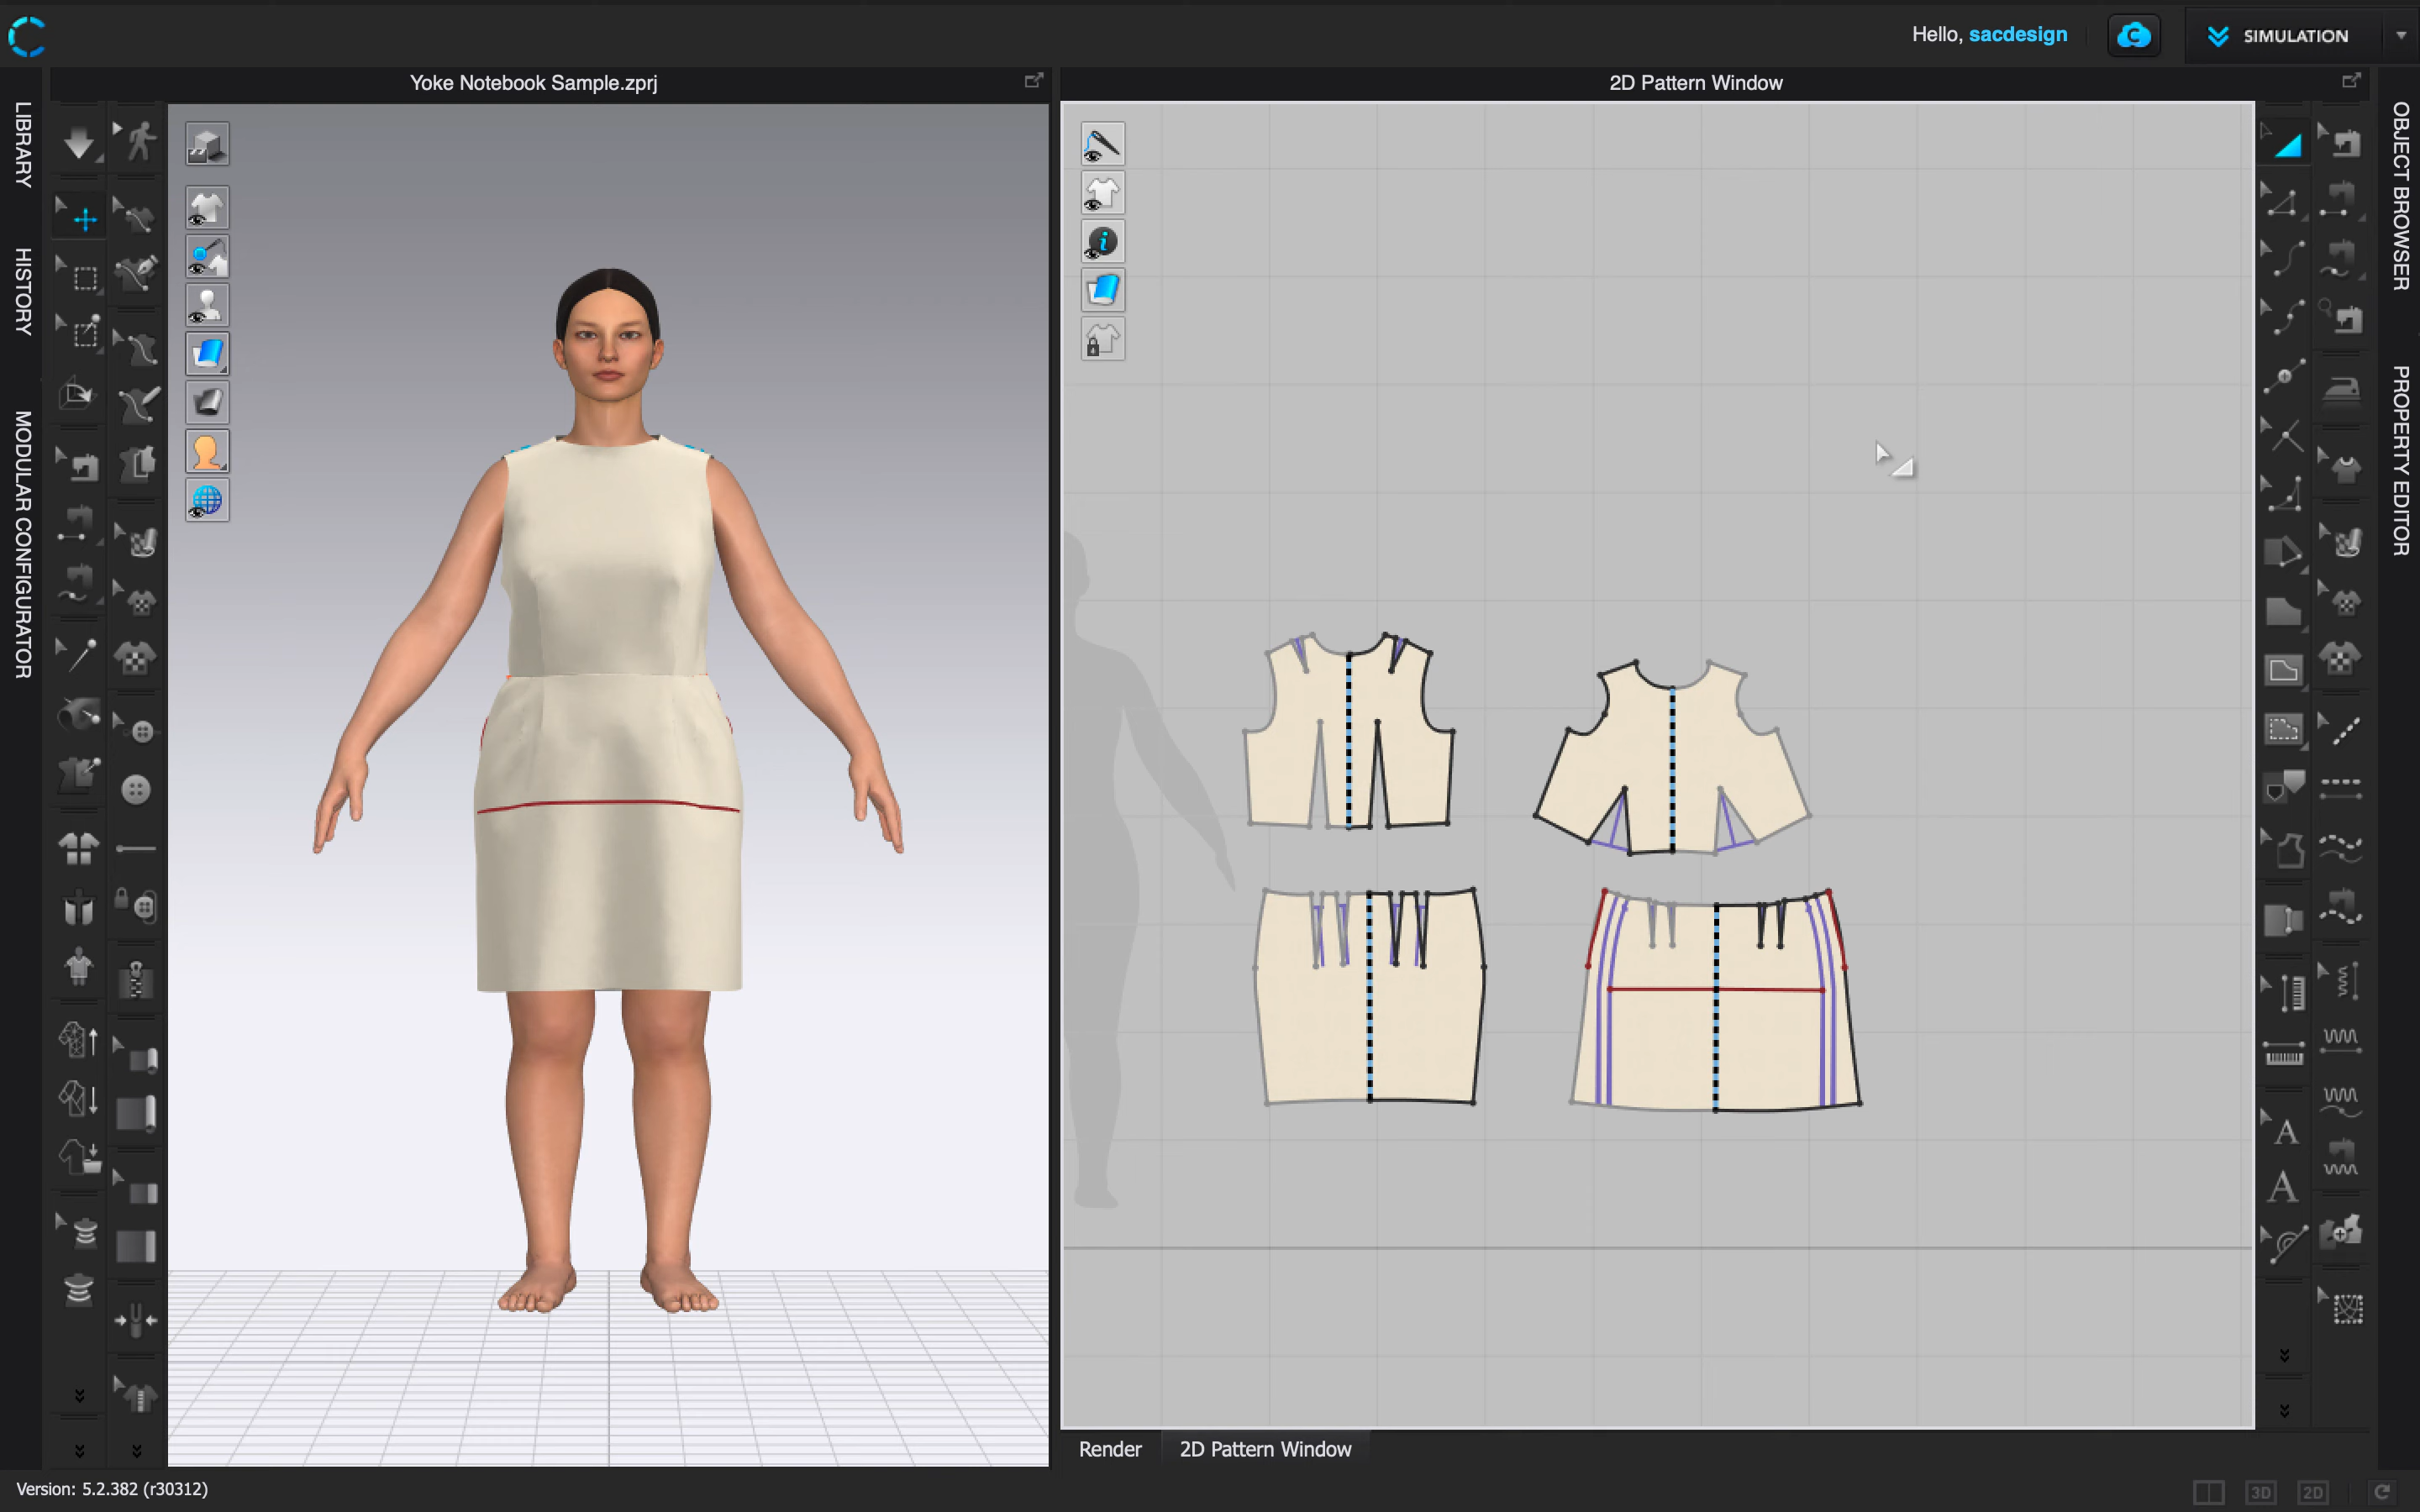 Hello, sacdesign
SIMULATION
Yoke Notebook Sample.zprj
2D Pattern Window
LIBRARY
HISTORY
MODULAR CONFIGURATOR
OBJECT BROWSER
PROPERTY EDITOR
A
A
Render
2D Pattern Window
Version: 5.2.382 (r30312)
3D
2D